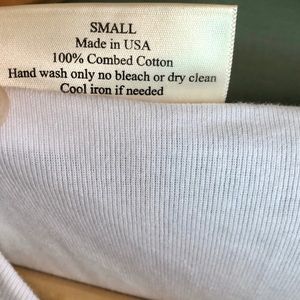 SMALL
Made in USA
100% Combed Cotton
Hand wash only no bleach or dry clean
Cool iron if needed